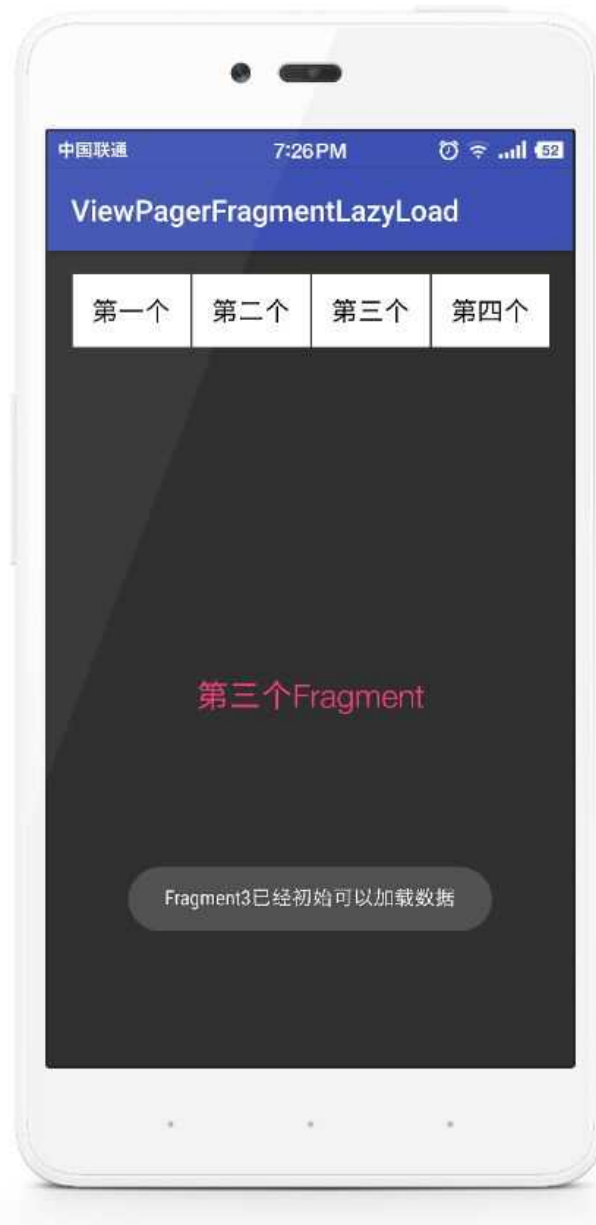 中国联通 7:26 PM 52
ViewPagerFragmentLazyLoad
第一个 第二个 第三个 第四个
第三个Fragment
Fragment3已经初始可以加载数据